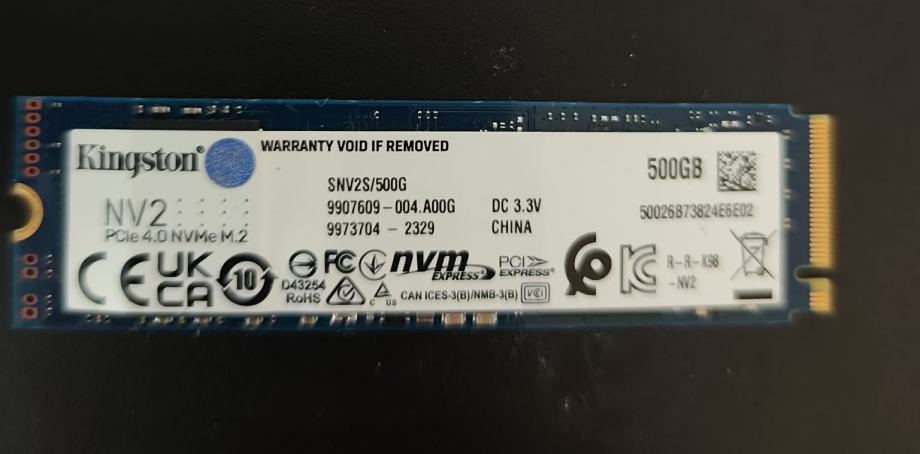 Kingston®
WARRANTY VOID IF REMOVED
SNV2S/500G
9907609-004.A00G
9973704 - 2329
DC 3.3V
CHINA
500GB
50026B73824E6E02
NV2
PCIe 4.0 NVMe M.2
CE
UK
CA
10
D43254
RoHS
FC
nvm
EXPRESS®
PCI
EXPRESS®
C US
CAN ICES-3(B)/NMB-3(B)
VCI
R-R-K98
-NV2